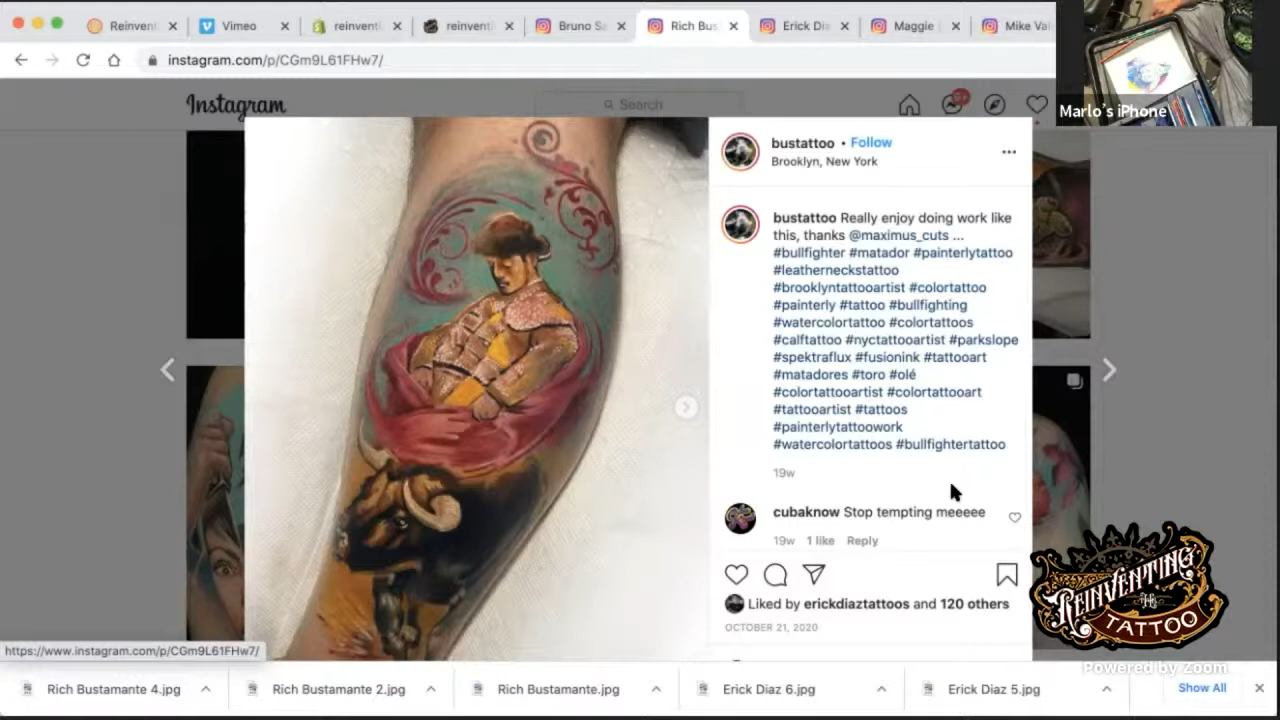 Reinvent
Vimeo
reinventi
reinventi
Bruno Sa
Rich Bus
Erick Dia
Maggie
Mike Val
instagram.com/p/CGm9L61FHw7/
Marlo's iPhone
Instagram
Search
bustattoo • Follow
Brooklyn, New York
bustattoo Really enjoy doing work like
this, thanks @maximus_cuts ...
#bullfighter #matador #painterlytattoo
#leatherneckstattoo
#brooklyntattooartist #colortattoo
#painterly #tattoo #bullfighting
#watercolortattoo #colortattoos
#calftattoo #nyctattooartist #parkslope
#spektraflux #fusionink #tattooart
#matadores #toro #olé
#colortattooartist #colortattooart
#tattooartist #tattoos
#painterlytattoowork
#watercolortattoos #bullfightertattoo
19w
cubaknow Stop tempting meeeee
19w 1 like Reply
Liked by erickdiaztattoos and 120 others
OCTOBER 21, 2020
REINVENTING
THE
TATTOO
Powered by Zoom
https://www.instagram.com/p/CGm9L61FHw7/
Rich Bustamante 4.jpg
Rich Bustamante 2.jpg
Rich Bustamante.jpg
Erick Diaz 6.jpg
Erick Diaz 5.jpg
Show All